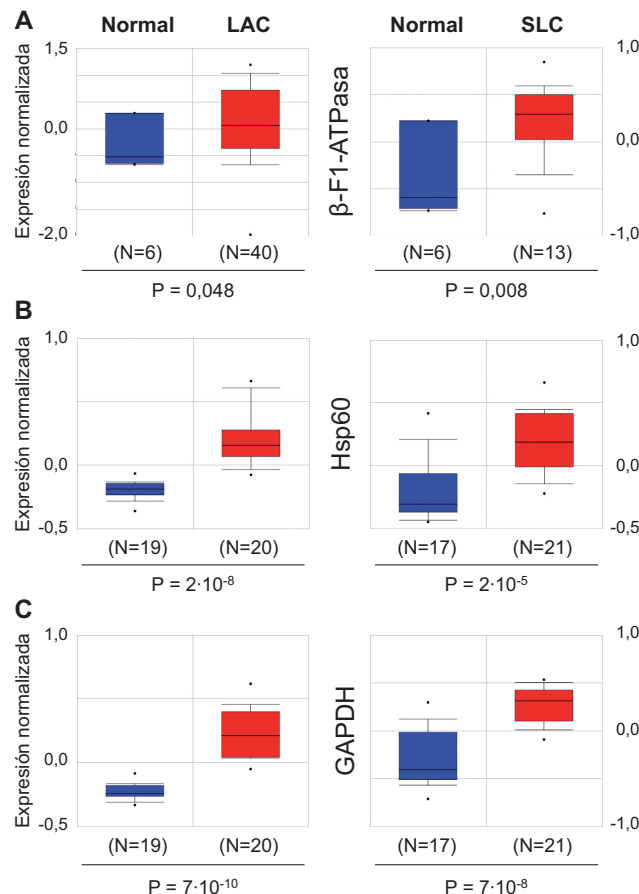 A
Normal LAC
Normal SLC
Expresión normalizada
1,5
0,0
-2,0
β-F1-ATPasa
1,0
0,0
-1,0
(N=6) (N=40)
(N=6) (N=13)
P = 0,048
P = 0,008
B
Expresión normalizada
1,0
0,0
-0,5
Hsp60
1,0
0,0
-0,5
(N=19) (N=20)
(N=17) (N=21)
P = 2·10-8
P = 2·10-5
C
Expresión normalizada
1,0
0,0
-0,5
GAPDH
1,0
0,0
-1,0
(N=19) (N=20)
(N=17) (N=21)
P = 7·10-10
P = 7·10-8